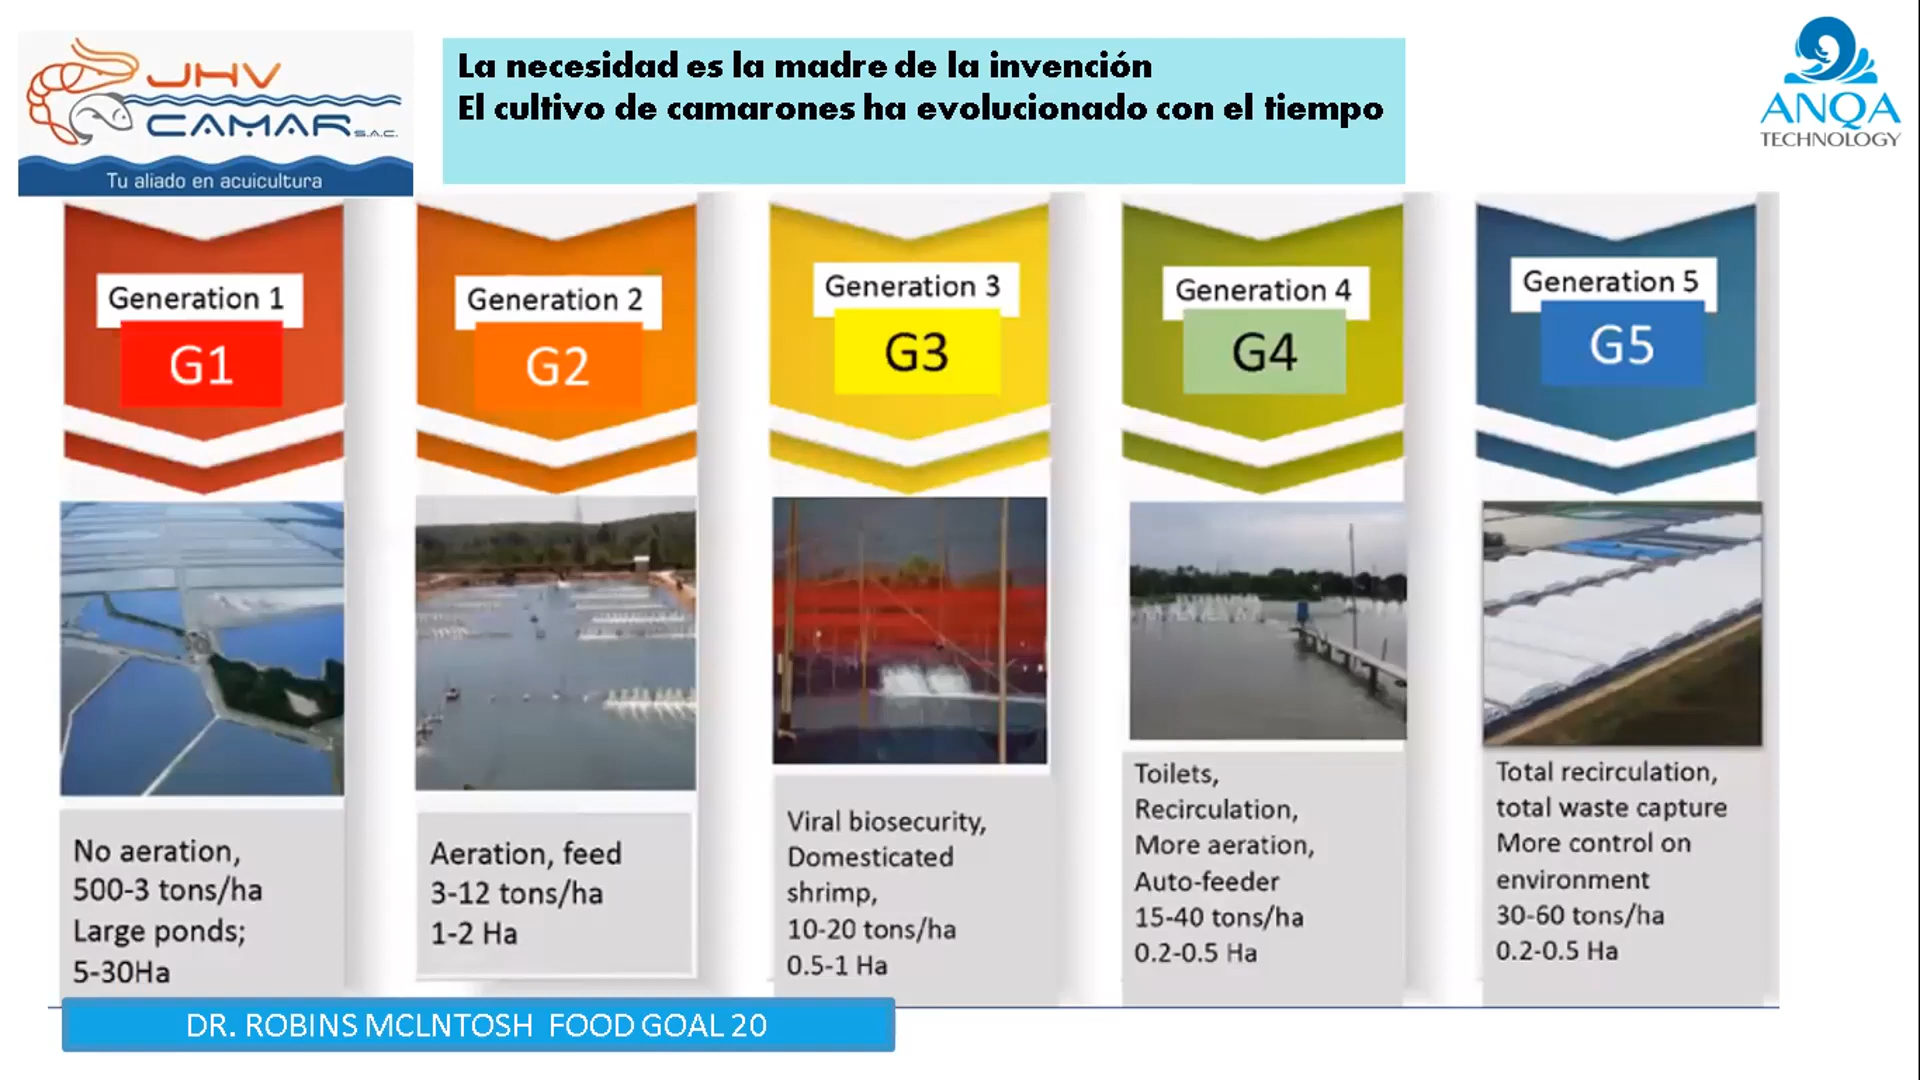 JHV
CAMAR S.A.C.
Tu aliado en acuicultura
La necesidad es la madre de la invención
El cultivo de camarones ha evolucionado con el tiempo
ANQA
TECHNOLOGY
Generation 1
G1
No aeration,
500-3 tons/ha
Large ponds;
5-30Ha
Generation 2
G2
Aeration, feed
3-12 tons/ha
1-2 Ha
Generation 3
G3
Viral biosecurity,
Domesticated
shrimp,
10-20 tons/ha
0.5-1 Ha
Generation 4
G4
Toilets,
Recirculation,
More aeration,
Auto-feeder
15-40 tons/ha
0.2-0.5 Ha
Generation 5
G5
Total recirculation,
total waste capture
More control on
environment
30-60 tons/ha
0.2-0.5 Ha
DR. ROBINS MCLNTOSH FOOD GOAL 20